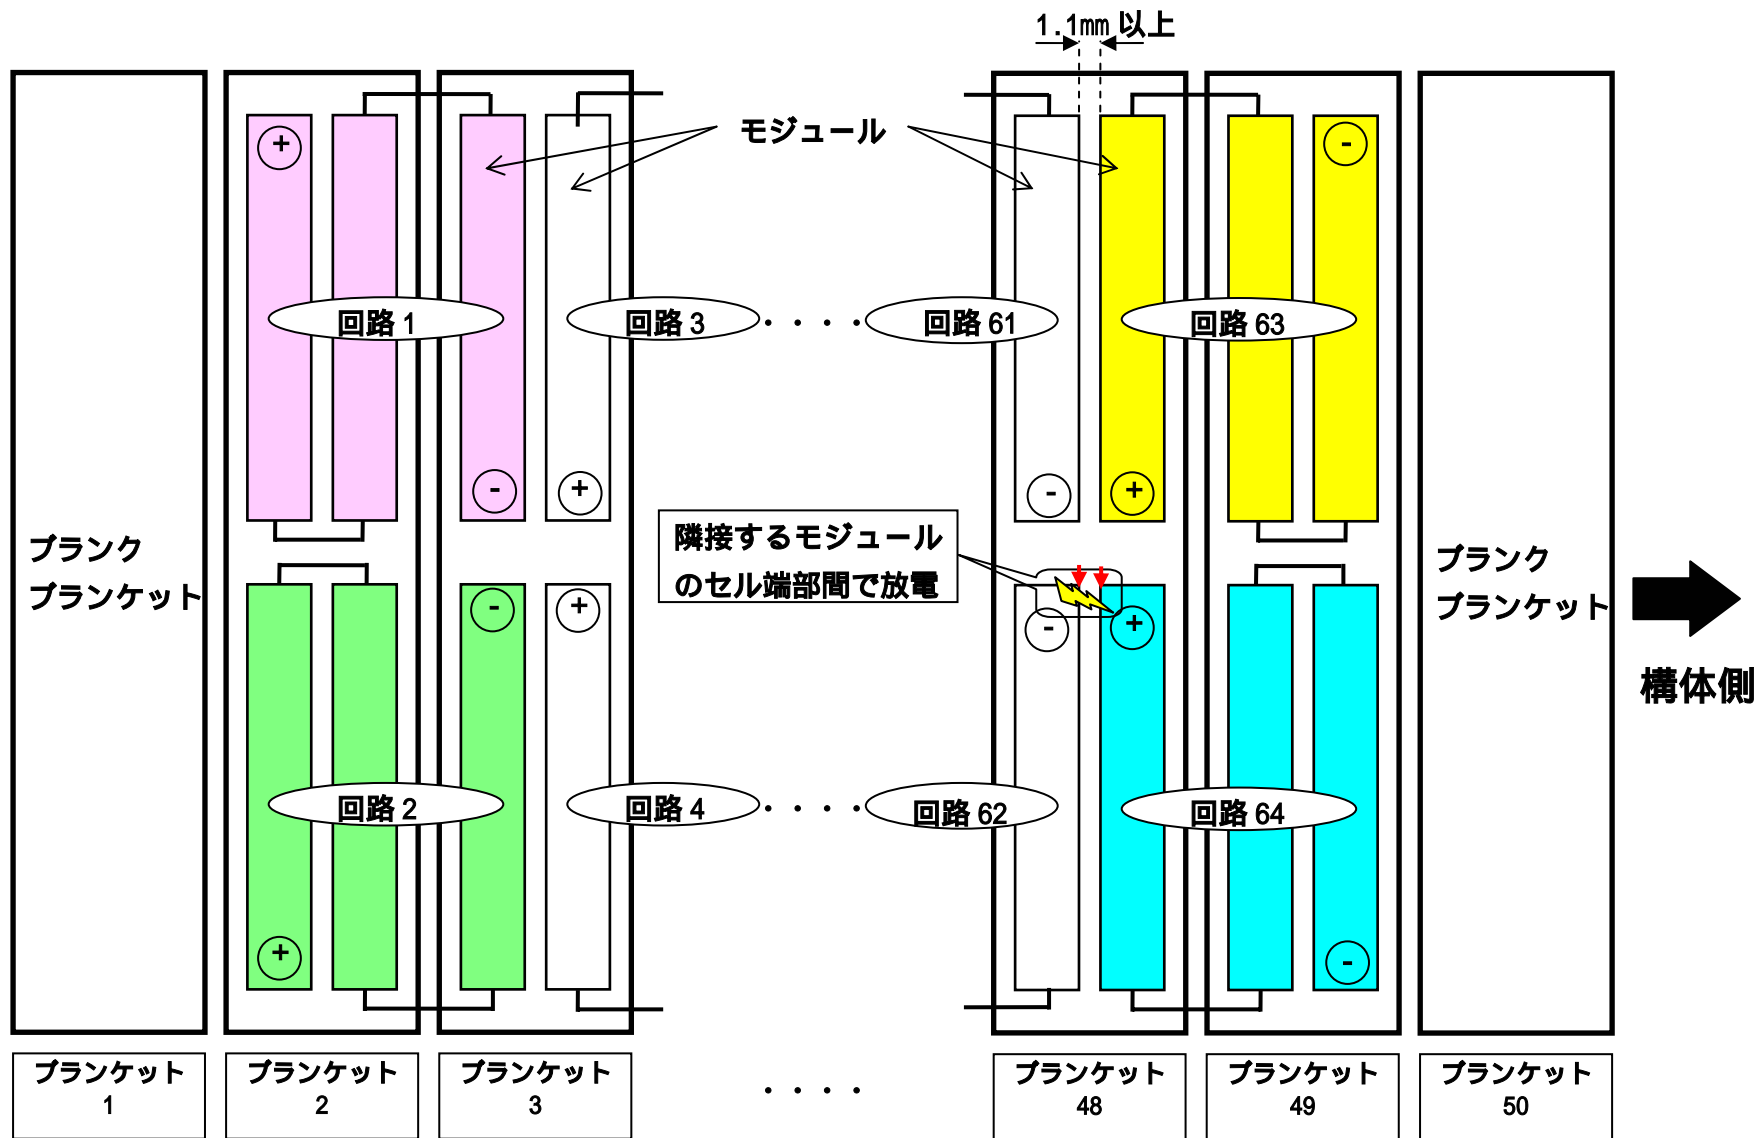 1.1mm 以上
モジュール
+
-
回路 1
回路 3
・・・・
回路 61
回路 63
-
+
-
+
隣接するモジュール
のセル端部間で放電
ブランク
ブランケット
ブランク
ブランケット
-
+
-
+
構体側
回路 2
回路 4
・・・・
回路 62
回路 64
+
-
ブランケット
1
ブランケット
2
ブランケット
3
・・・・
ブランケット
48
ブランケット
49
ブランケット
50